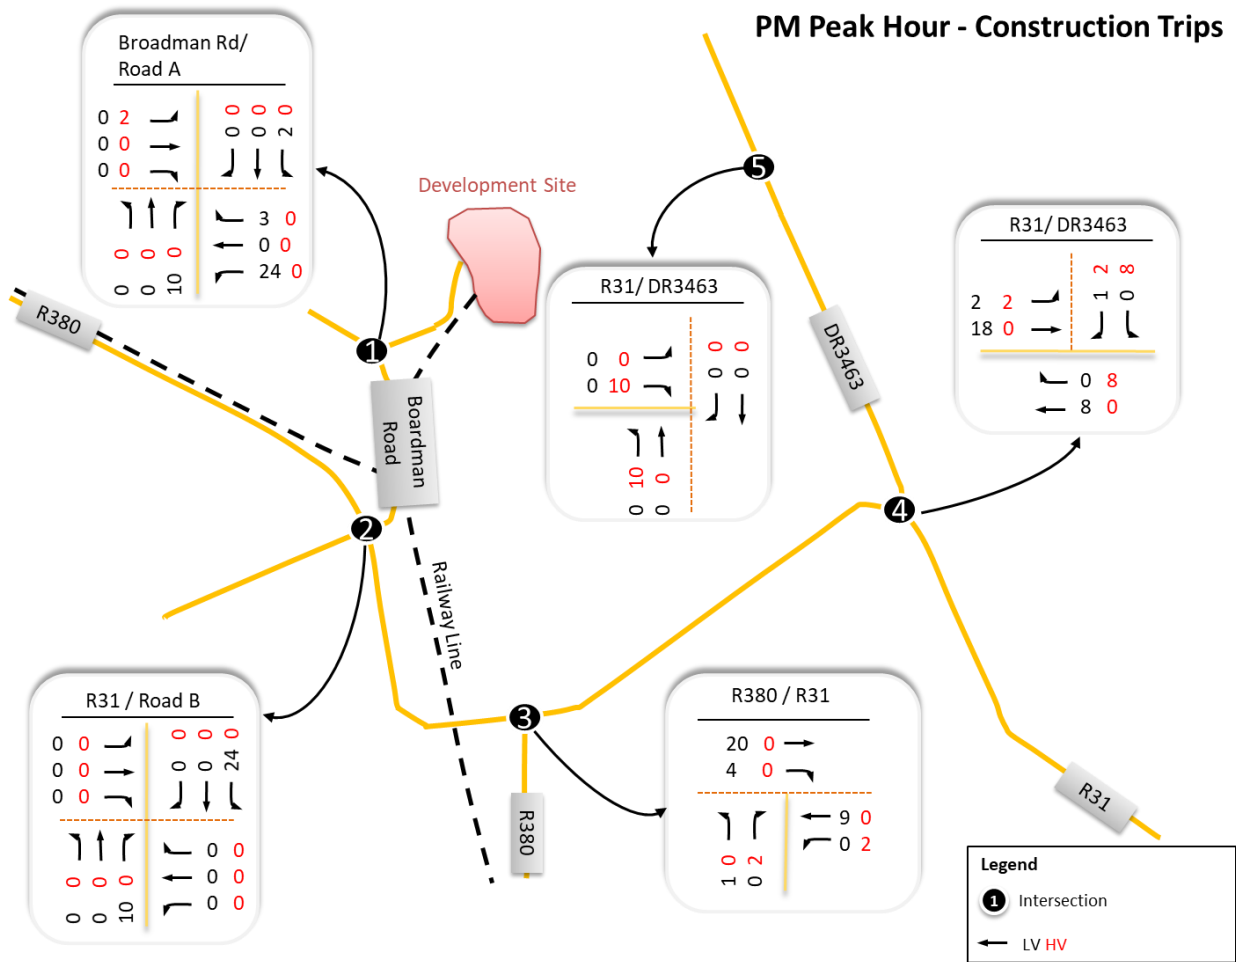 PM Peak Hour - Construction Trips
Broadman Rd/
Road A
0 2
0 0
0 0
0 0 0
0 0 2
0 0 0
0 0 10
3 0
0 0
24 0
Development Site
R31/ DR3463
0 0
0 10
0 0
0 0
10 0
0 0
R31/ DR3463
2 2
18 0
2 8
1 0
0 8
8 0
R380
DR3463
Boardman
Road
Railway Line
1
2
3
4
5
R31 / Road B
0 0
0 0
0 0
0 0 0
0 0 24
0 0 0
0 0 10
0 0
0 0
0 0
R380 / R31
20 0
4 0
0 2
1 0
9 0
0 2
R380
R31
Legend
1 Intersection
LV HV